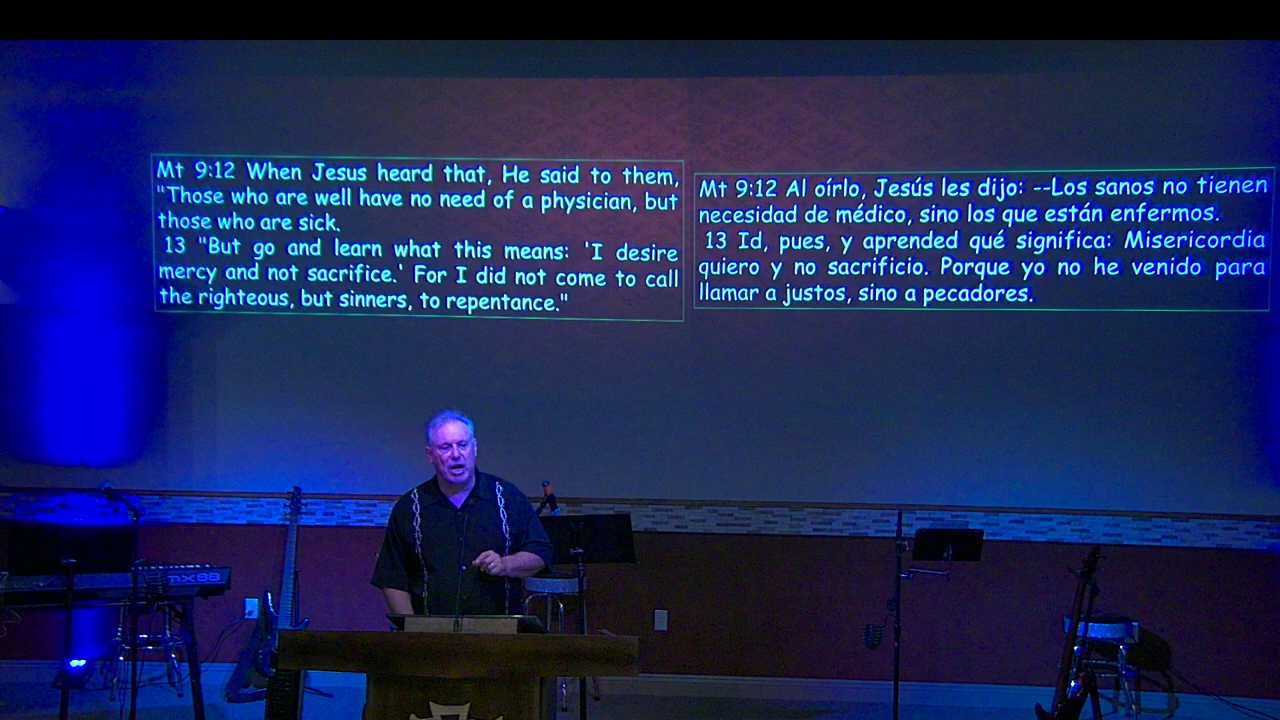 Mt 9:12 When Jesus heard that, He said to them,
"Those who are well have no need of a physician, but
those who are sick.
13 "But go and learn what this means: 'I desire
mercy and not sacrifice.' For I did not come to call
the righteous, but sinners, to repentance."
Mt 9:12 Al oírlo, Jesús les dijo: --Los sanos no tienen
necesidad de médico, sino los que están enfermos.
13 Id, pues, y aprended qué significa: Misericordia
quiero y no sacrificio. Porque yo no he venido para
llamar a justos, sino a pecadores.
mx88